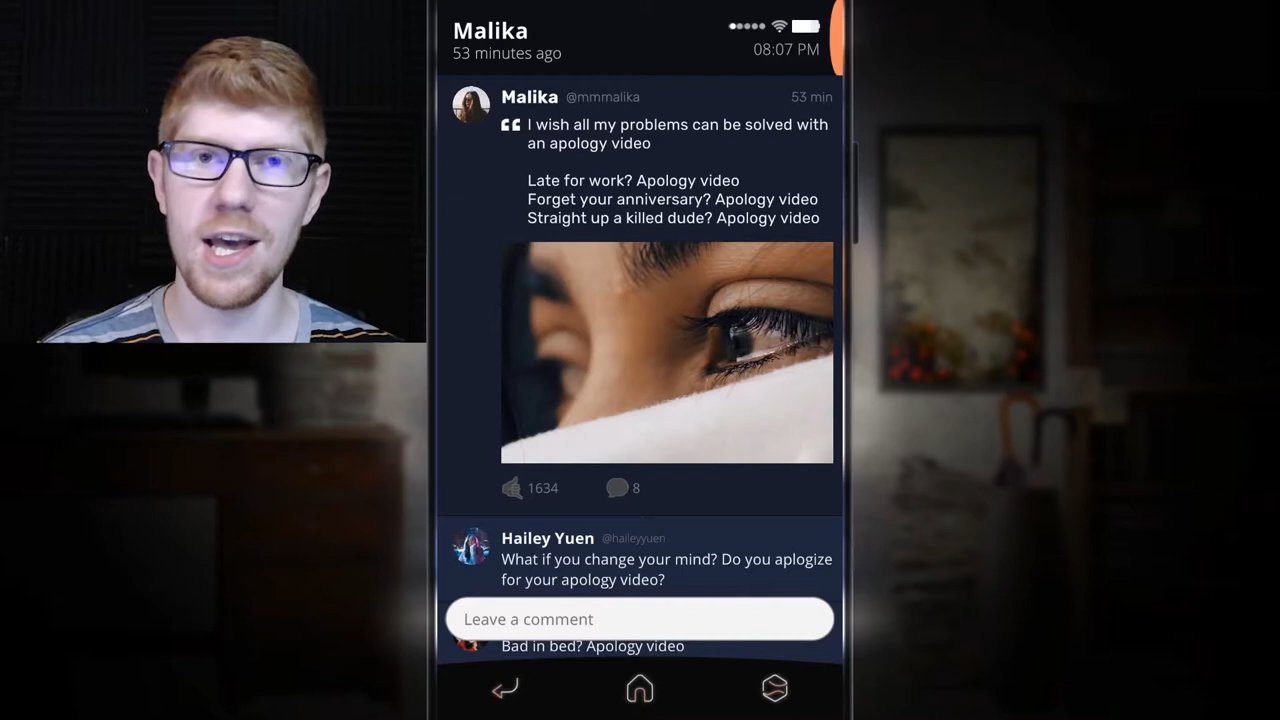 Malika
53 minutes ago
08:07 PM
Malika @mmmalika 53 min
I wish all my problems can be solved with
an apology video
Late for work? Apology video
Forget your anniversary? Apology video
Straight up a killed dude? Apology video
1634 8
Hailey Yuen @haileyyuen
What if you change your mind? Do you aplogize
for your apology video?
Leave a comment
Bad in bed? Apology video